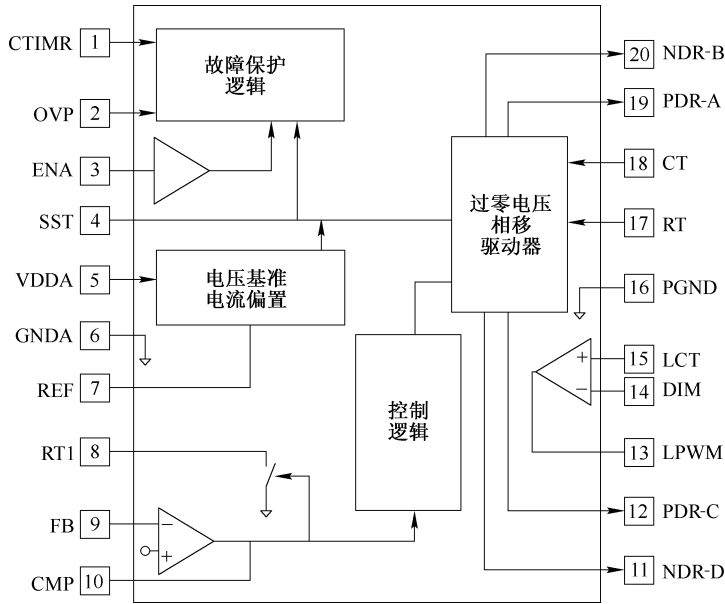 CTIMR 1
OVP 2
ENA 3
SST 4
VDDA 5
GNDA 6
REF 7
RT1 8
FB 9
CMP 10
故障保护
逻辑
电压基准
电流偏置
控制
逻辑
过零电压
相移
驱动器
−
+
+
−
20 NDR-B
19 PDR-A
18 CT
17 RT
16 PGND
15 LCT
14 DIM
13 LPWM
12 PDR-C
11 NDR-D